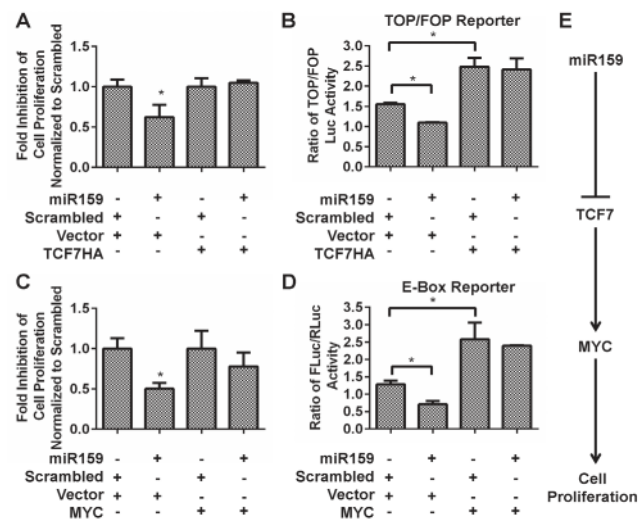 A
Fold Inhibition of
Cell Proliferation
Normalized to Scrambled
1.5
1.0
0.5
0.0
*
miR159 - + - +
Scrambled + - + -
Vector + + - -
TCF7HA - - + +
B
TOP/FOP Reporter
Ratio of TOP/FOP
Luc Activity
3.0
2.5
2.0
1.5
1.0
0.5
0.0
*
*
miR159 - + - +
Scrambled + - + -
Vector + + - -
TCF7HA - - + +
C
Fold Inhibition of
Cell Proliferation
Normalized to Scrambled
1.5
1.0
0.5
0.0
*
miR159 - + - +
Scrambled + - + -
Vector + + - -
MYC - - + +
D
E-Box Reporter
Ratio of FLuc/RLuc
Activity
3.5
3.0
2.5
2.0
1.5
1.0
0.5
0.0
*
*
miR159 - + - +
Scrambled + - + -
Vector + + - -
MYC - - + +
E
miR159
TCF7
MYC
Cell
Proliferation